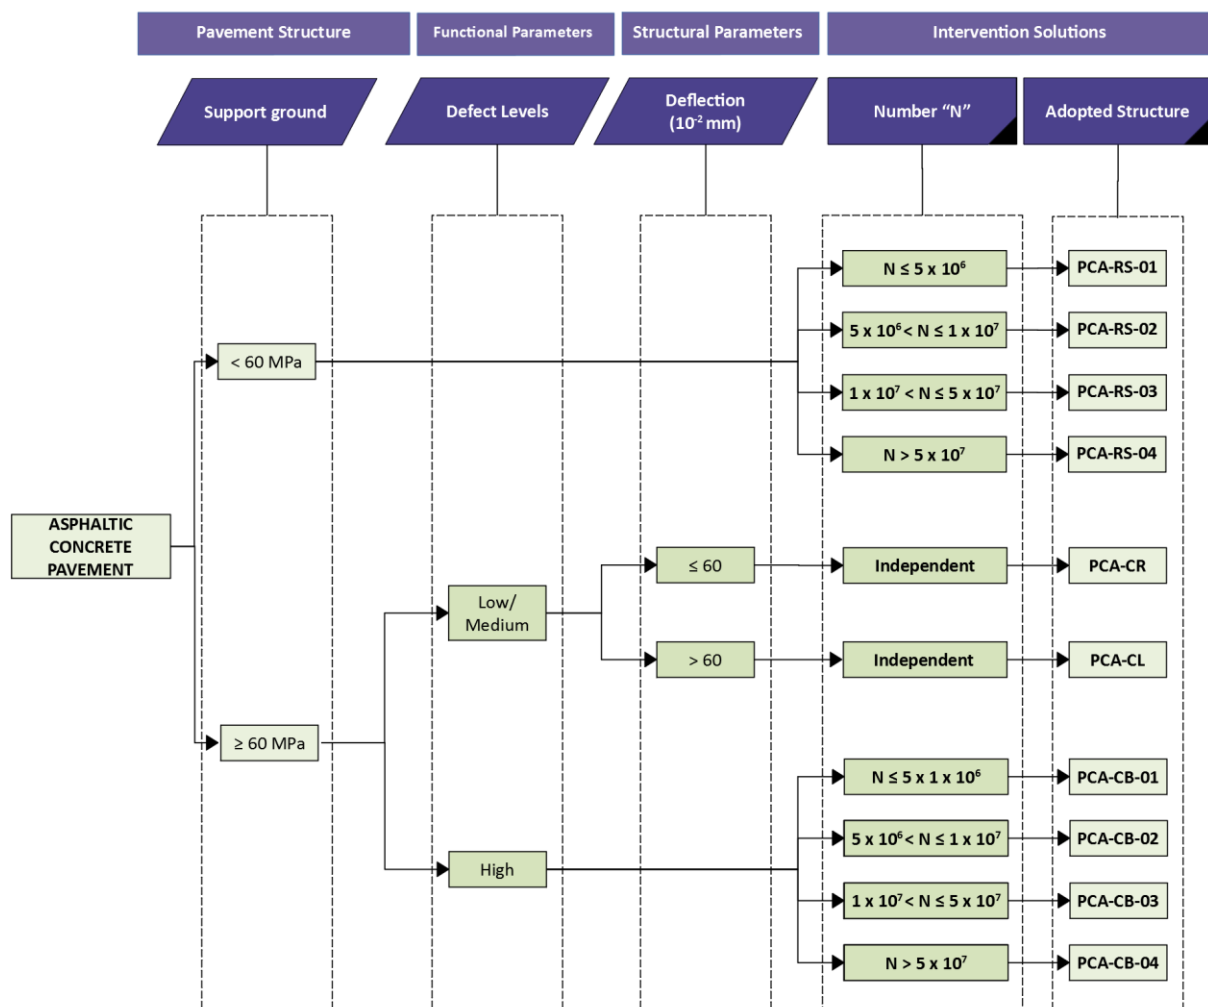 Pavement Structure
Functional Parameters
Structural Parameters
Intervention Solutions
Support ground
Defect Levels
Deflection
(10⁻² mm)
Number “N”
Adopted Structure
N ≤ 5 x 10⁶
PCA-RS-01
5 x 10⁶ < N ≤ 1 x 10⁷
PCA-RS-02
< 60 MPa
1 x 10⁷ < N ≤ 5 x 10⁷
PCA-RS-03
N > 5 x 10⁷
PCA-RS-04
ASPHALTIC
CONCRETE
PAVEMENT
≤ 60
Independent
PCA-CR
Low/
Medium
> 60
Independent
PCA-CL
≥ 60 MPa
N ≤ 5 x 1 x 10⁶
PCA-CB-01
5 x 10⁶ < N ≤ 1 x 10⁷
PCA-CB-02
High
1 x 10⁷ < N ≤ 5 x 10⁷
PCA-CB-03
N > 5 x 10⁷
PCA-CB-04